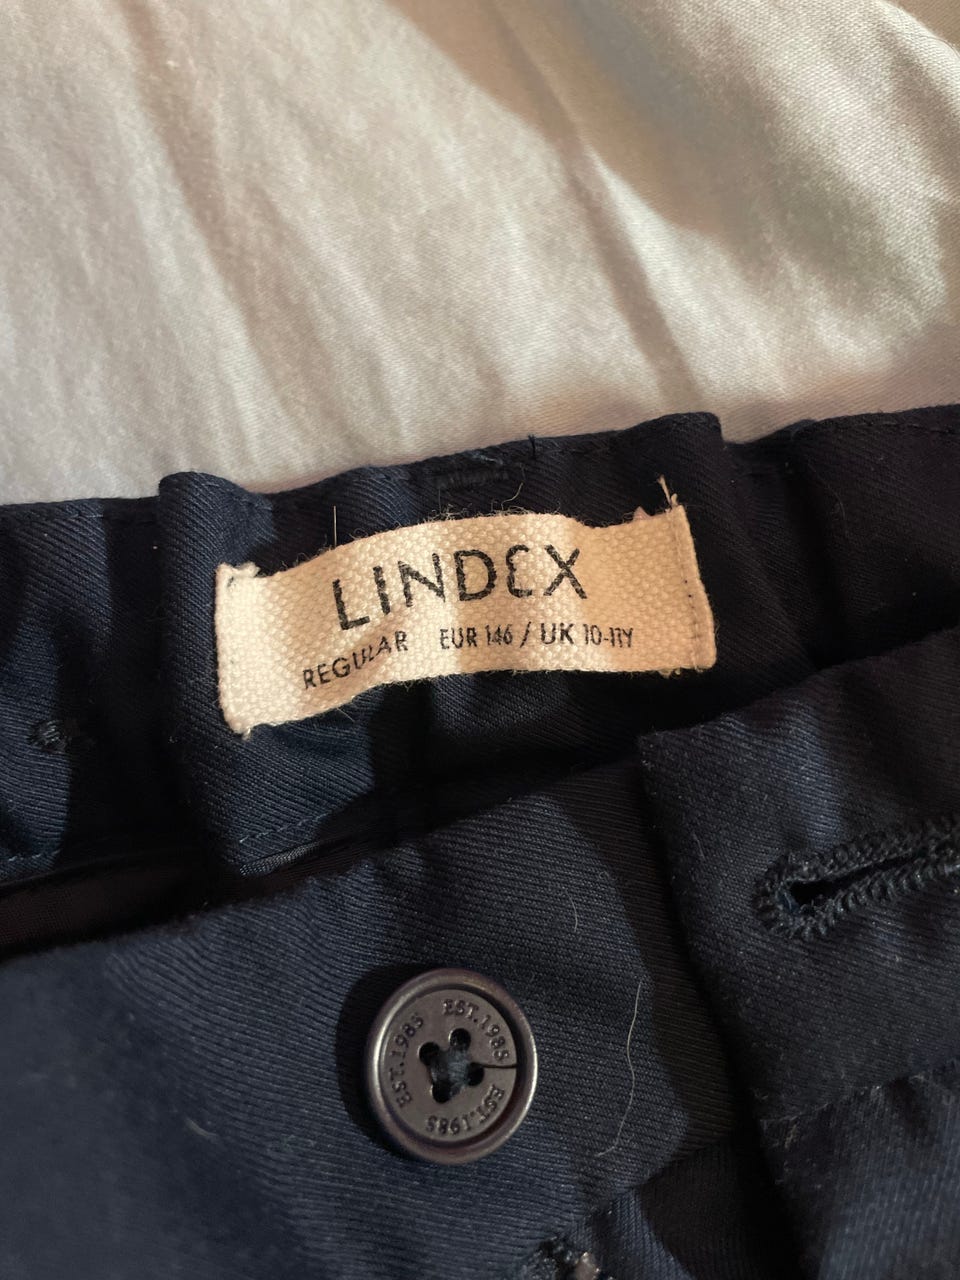 LINDEX
REGULAR EUR 146 / UK 10-11Y
EST.1985
EST.1985
EST.1985